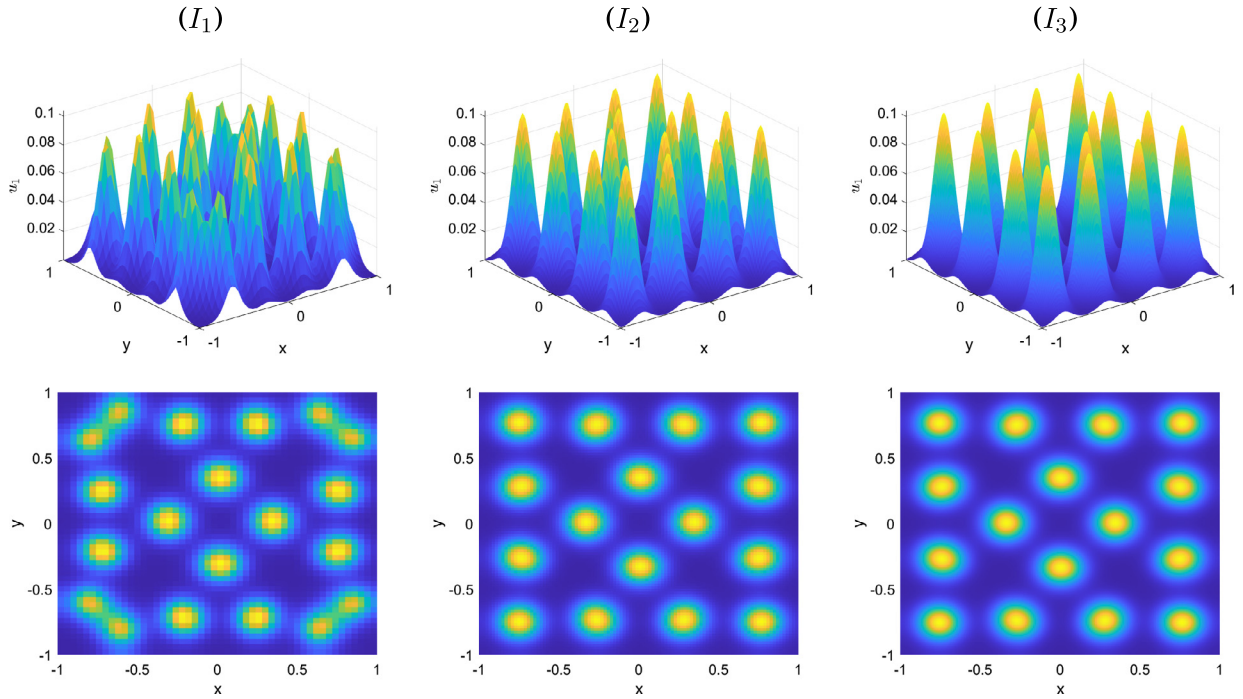 (I₁) (I₂) (I₃)
0.1 0.1 0.1
0.08 0.08 0.08
0.06 0.06 0.06
0.04 0.04 0.04
0.02 0.02 0.02
u₁ u₁ u₁
1 0 -1 1 0 -1 1 0 -1
y y y
-1 0 1 -1 0 1 -1 0 1
x x x
1 1 1
0.5 0.5 0.5
y 0 y 0 y 0
-0.5 -0.5 -0.5
-1 -1 -1
-1 -0.5 0 0.5 1 -1 -0.5 0 0.5 1 -1 -0.5 0 0.5 1
x x x